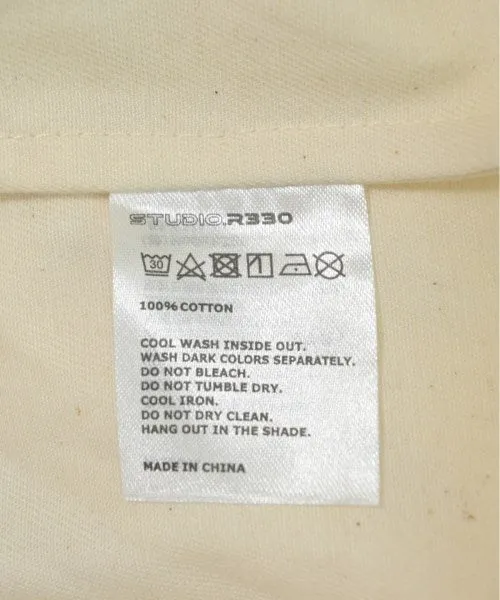 STUDIO.R330
30
100% COTTON
COOL WASH INSIDE OUT.
WASH DARK COLORS SEPARATELY.
DO NOT BLEACH.
DO NOT TUMBLE DRY.
COOL IRON.
DO NOT DRY CLEAN.
HANG OUT IN THE SHADE.
MADE IN CHINA